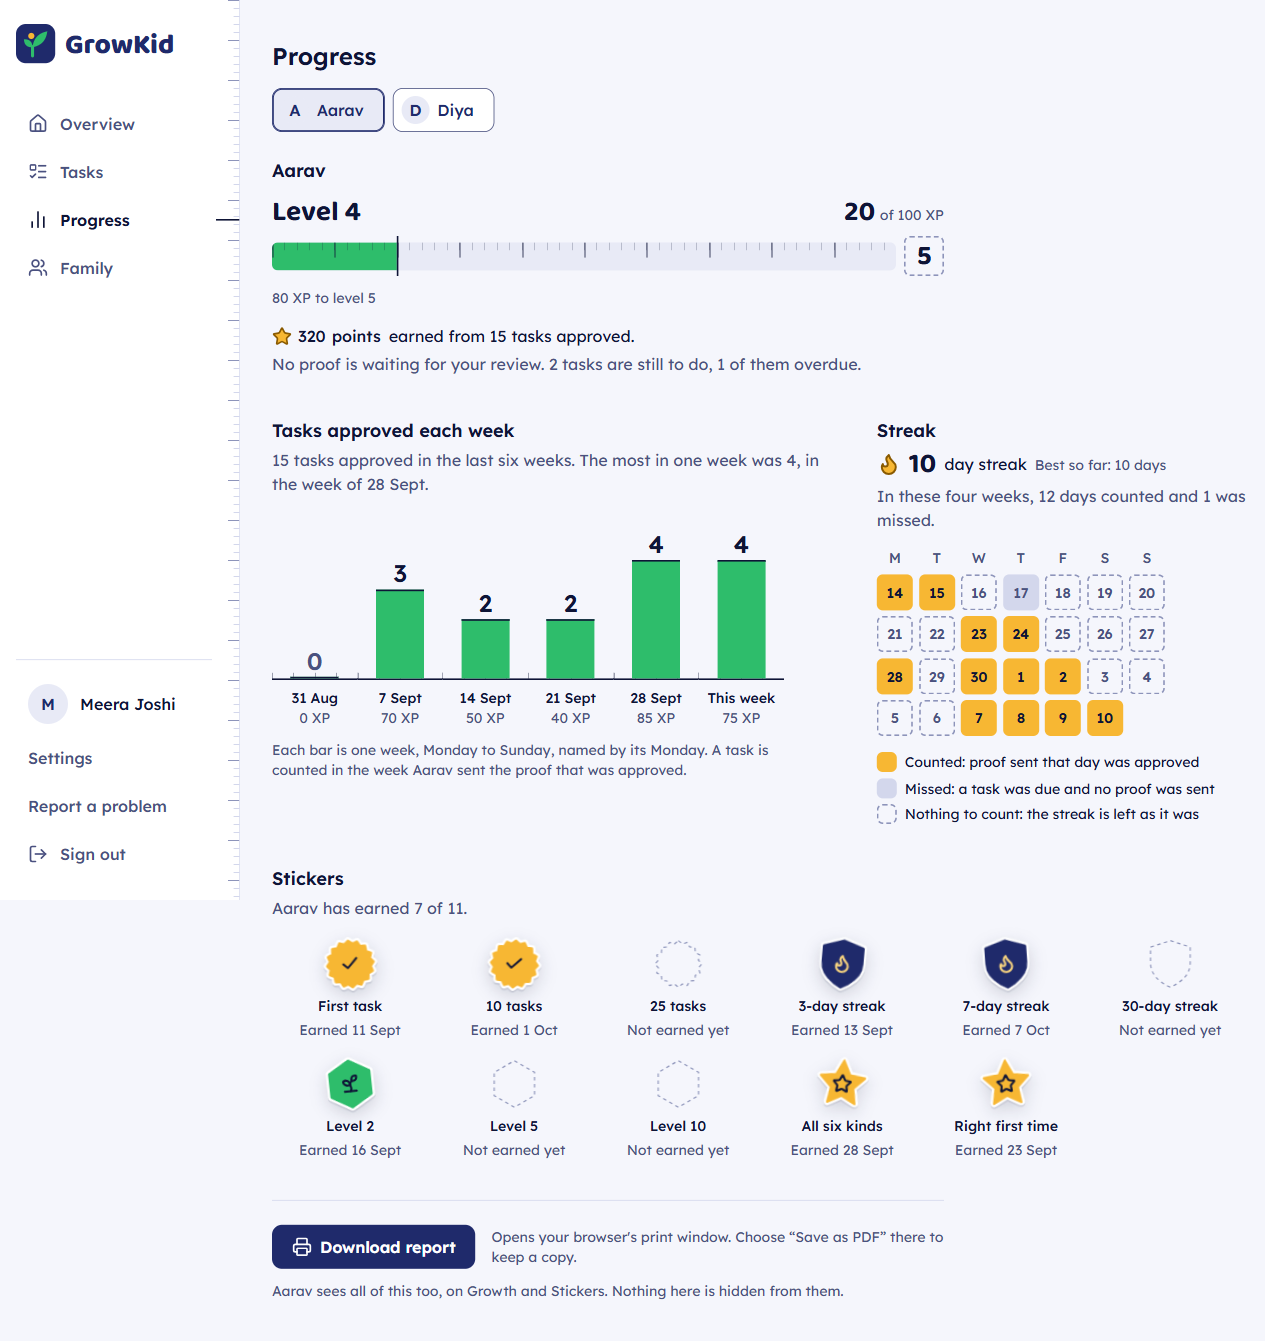 GrowKid
Overview
Tasks
Progress
Family
M Meera Joshi
Settings
Report a problem
Sign out
Progress
A Aarav D Diya
Aarav
Level 4 20 of 100 XP
5
80 XP to level 5
320 points earned from 15 tasks approved.
No proof is waiting for your review. 2 tasks are still to do, 1 of them overdue.
Tasks approved each week
15 tasks approved in the last six weeks. The most in one week was 4, in
the week of 28 Sept.
0 3 2 2 4 4
31 Aug 7 Sept 14 Sept 21 Sept 28 Sept This week
0 XP 70 XP 50 XP 40 XP 85 XP 75 XP
Each bar is one week, Monday to Sunday, named by its Monday. A task is
counted in the week Aarav sent the proof that was approved.
Streak
10 day streak Best so far: 10 days
In these four weeks, 12 days counted and 1 was
missed.
M T W T F S S
14 15 16 17 18 19 20
21 22 23 24 25 26 27
28 29 30 1 2 3 4
5 6 7 8 9 10
Counted: proof sent that day was approved
Missed: a task was due and no proof was sent
Nothing to count: the streak is left as it was
Stickers
Aarav has earned 7 of 11.
First task 10 tasks 25 tasks 3-day streak 7-day streak 30-day streak
Earned 11 Sept Earned 1 Oct Not earned yet Earned 13 Sept Earned 7 Oct Not earned yet
Level 2 Level 5 Level 10 All six kinds Right first time
Earned 16 Sept Not earned yet Not earned yet Earned 28 Sept Earned 23 Sept
Download report
Opens your browser's print window. Choose “Save as PDF” there to
keep a copy.
Aarav sees all of this too, on Growth and Stickers. Nothing here is hidden from them.